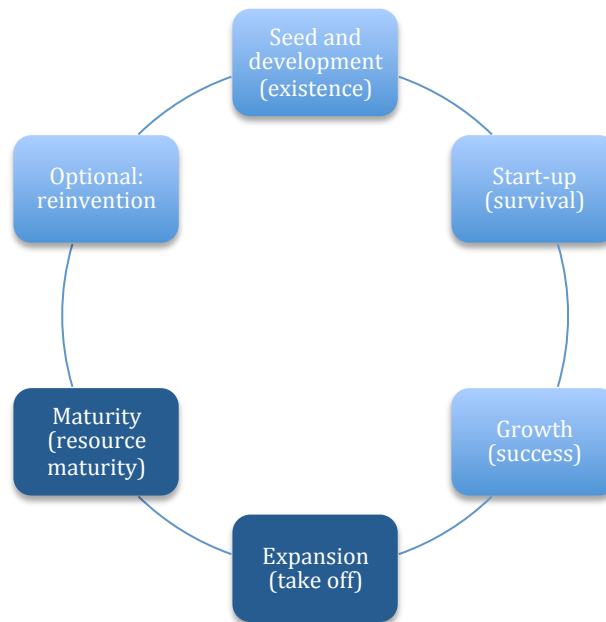 Seed and
development
(existence)
Start-up
(survival)
Growth
(success)
Expansion
(take off)
Maturity
(resource
maturity)
Optional:
reinvention